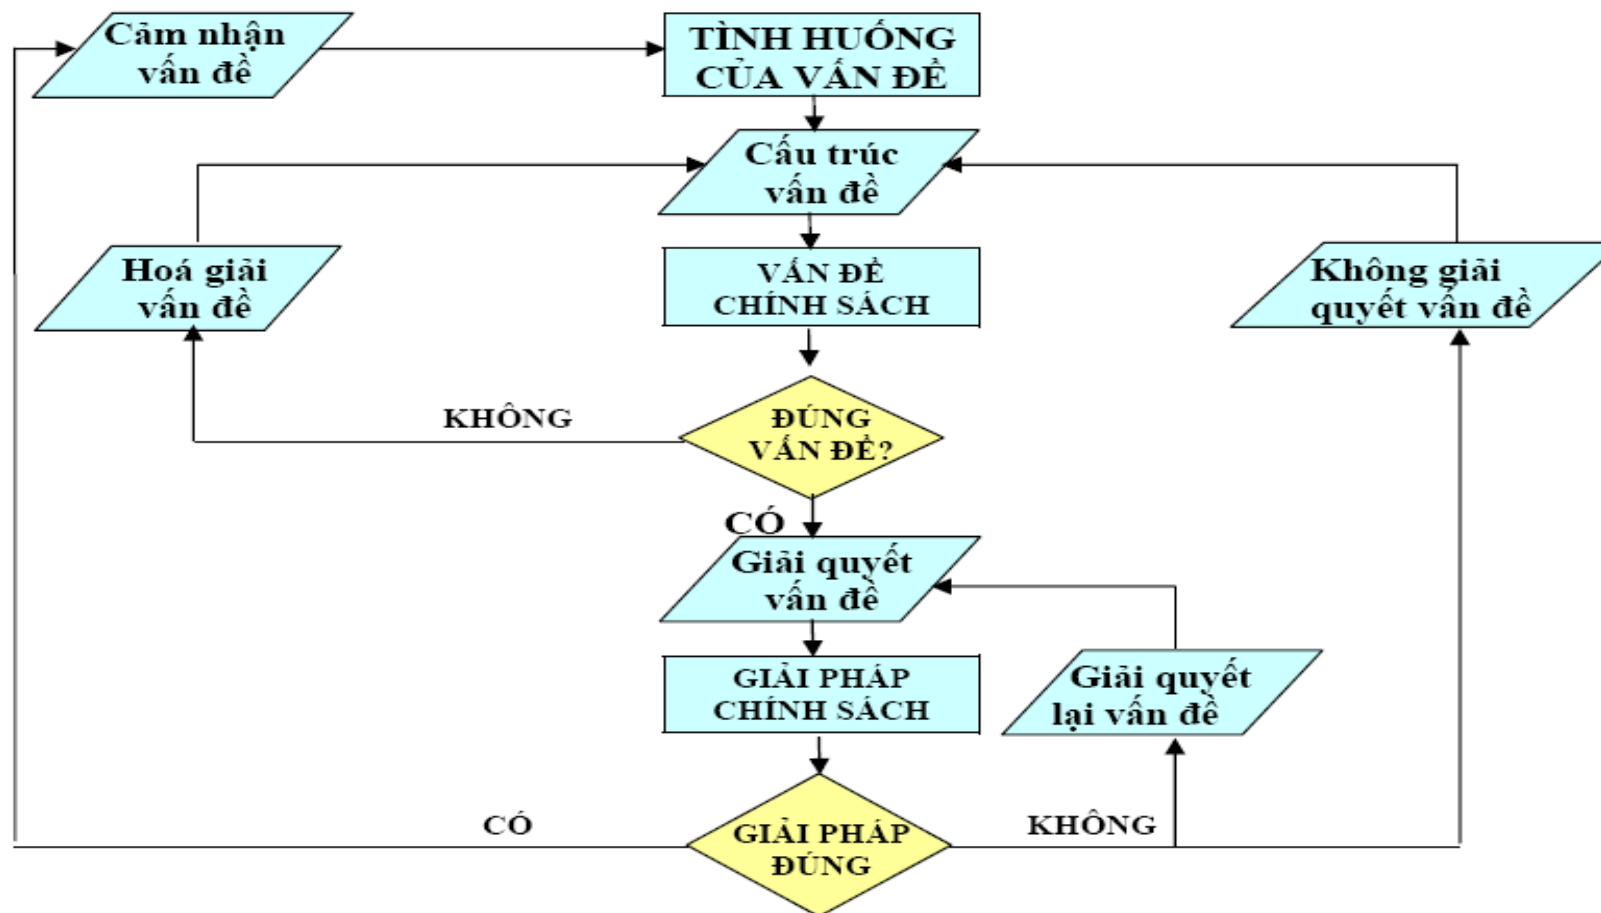 Cảm nhận
vấn đề
TÌNH HUỐNG
CỦA VẤN ĐỀ
Cấu trúc
vấn đề
Hoá giải
vấn đề
VẤN ĐỀ
CHÍNH SÁCH
Không giải
quyết vấn đề
KHÔNG
ĐÚNG
VẤN ĐỀ?
CÓ
Giải quyết
vấn đề
GIẢI PHÁP
CHÍNH SÁCH
Giải quyết
lại vấn đề
CÓ
GIẢI PHÁP
ĐÚNG
KHÔNG